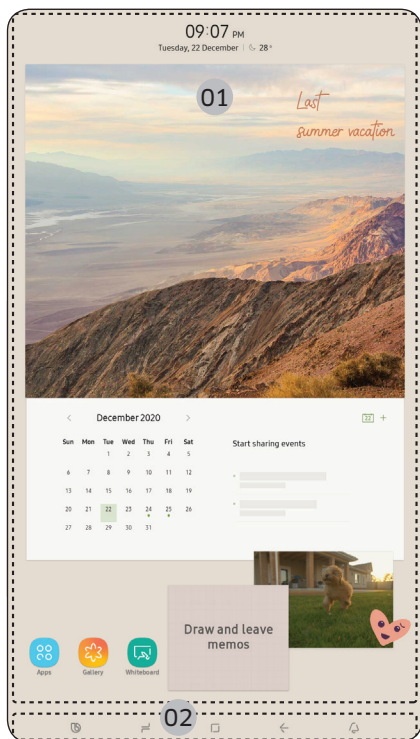 09:07 PM
Tuesday, 22 December 28°
01
Last
summer vacation
December 2020
22
Sun Mon Tue Wed Thu Fri Sat
1 2 3 4 5
6 7 8 9 10 11 12
13 14 15 16 17 18 19
20 21 22 23 24 25 26
27 28 29 30 31
Start sharing events
Draw and leave
memos
Apps Gallery Whiteboard
02